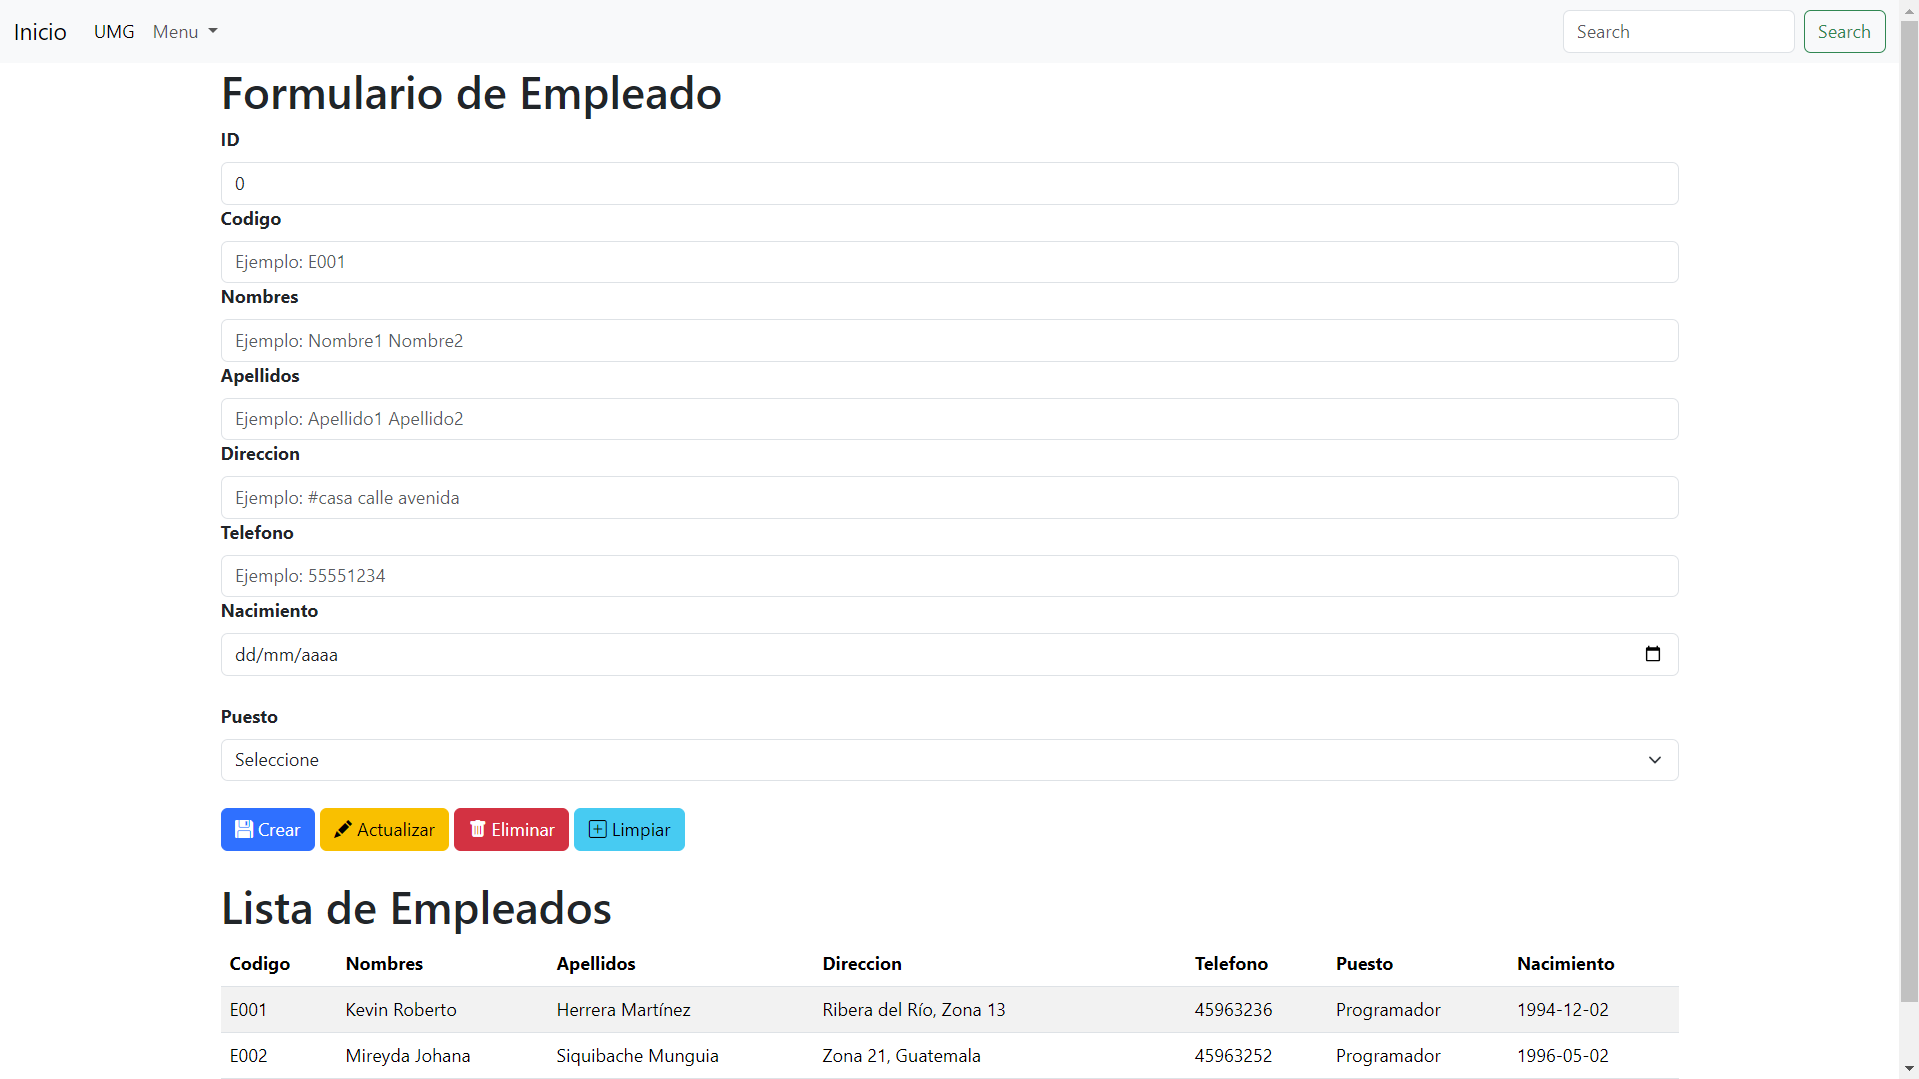 Inicio UMG Menu Search Search
Formulario de Empleado
ID
0
Codigo
Ejemplo: E001
Nombres
Ejemplo: Nombre1 Nombre2
Apellidos
Ejemplo: Apellido1 Apellido2
Direccion
Ejemplo: #casa calle avenida
Telefono
Ejemplo: 55551234
Nacimiento
dd/mm/aaaa
Puesto
Seleccione
Crear Actualizar Eliminar Limpiar
Lista de Empleados
Codigo Nombres Apellidos Direccion Telefono Puesto Nacimiento
E001 Kevin Roberto Herrera Martínez Ribera del Río, Zona 13 45963236 Programador 1994-12-02
E002 Mireyda Johana Siquibache Munguia Zona 21, Guatemala 45963252 Programador 1996-05-02